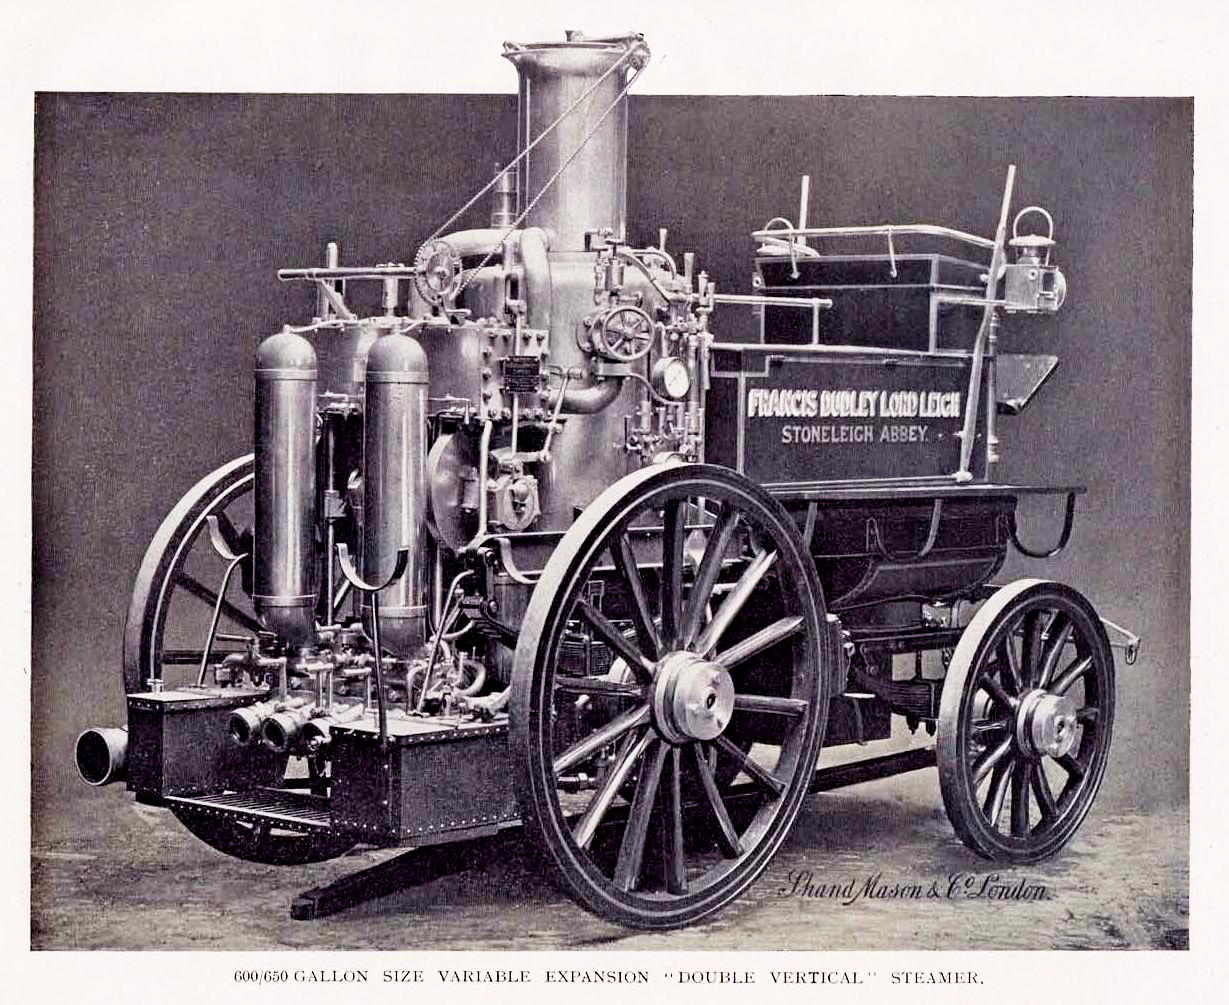 FRANCIS DUDLEY LORD LEIGH
STONELEIGH ABBEY.
Shand Mason & Co. London.
600/650 GALLON SIZE VARIABLE EXPANSION "DOUBLE VERTICAL" STEAMER.